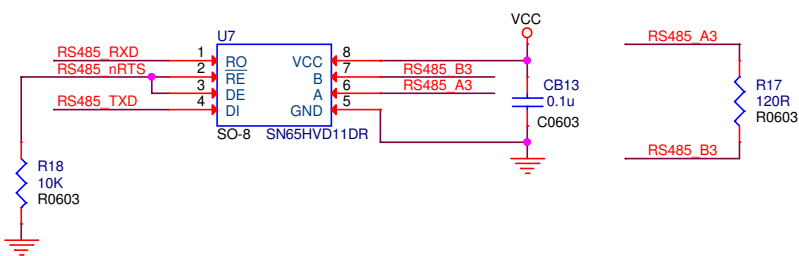 VCC
U7
RS485_RXD
1
RO
VCC
8
RS485_nRTS
2
RE
B
7
RS485_B3
3
DE
A
6
RS485_A3
RS485_TXD
4
DI
GND
5
SO-8
SN65HVD11DR
CB13
0.1u
C0603
RS485_A3
R17
120R
R0603
RS485_B3
R18
10K
R0603